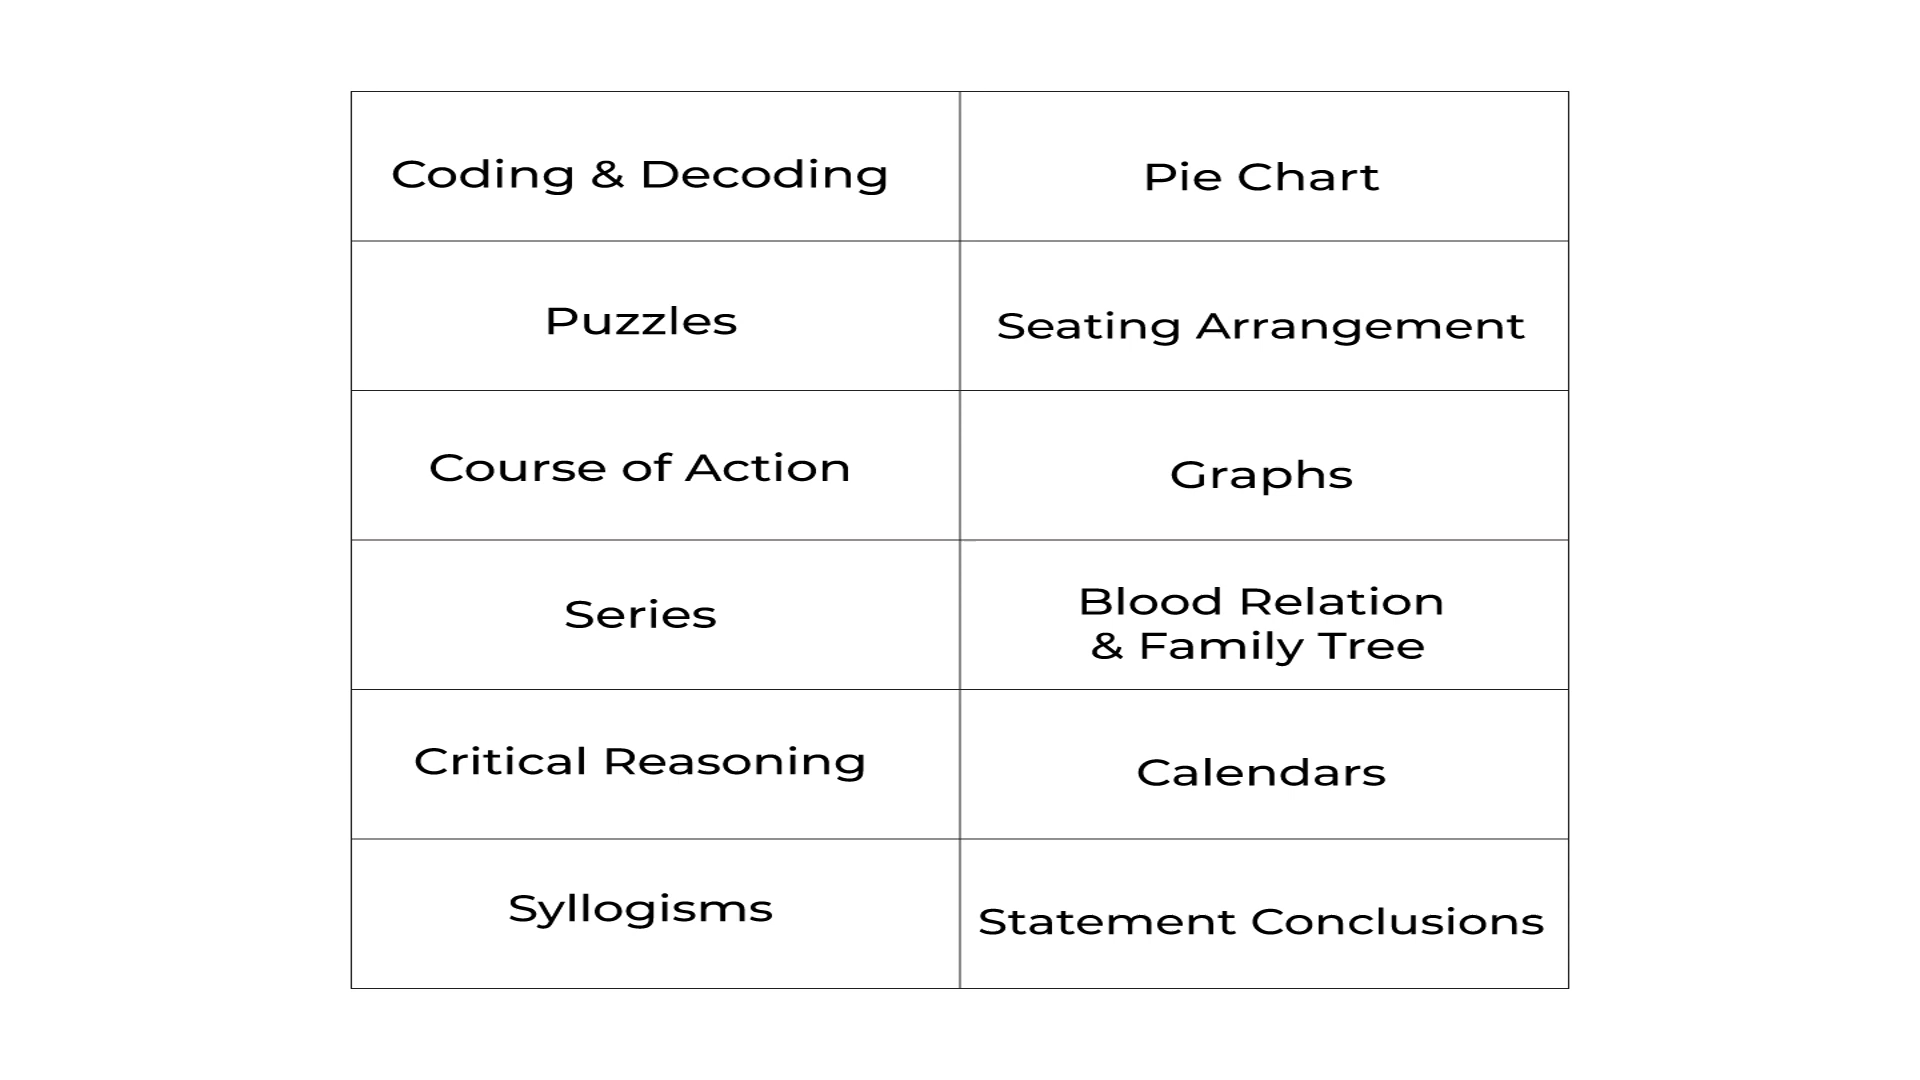 Coding & Decoding
Pie Chart
Puzzles
Seating Arrangement
Course of Action
Graphs
Series
Blood Relation
& Family Tree
Critical Reasoning
Calendars
Syllogisms
Statement Conclusions